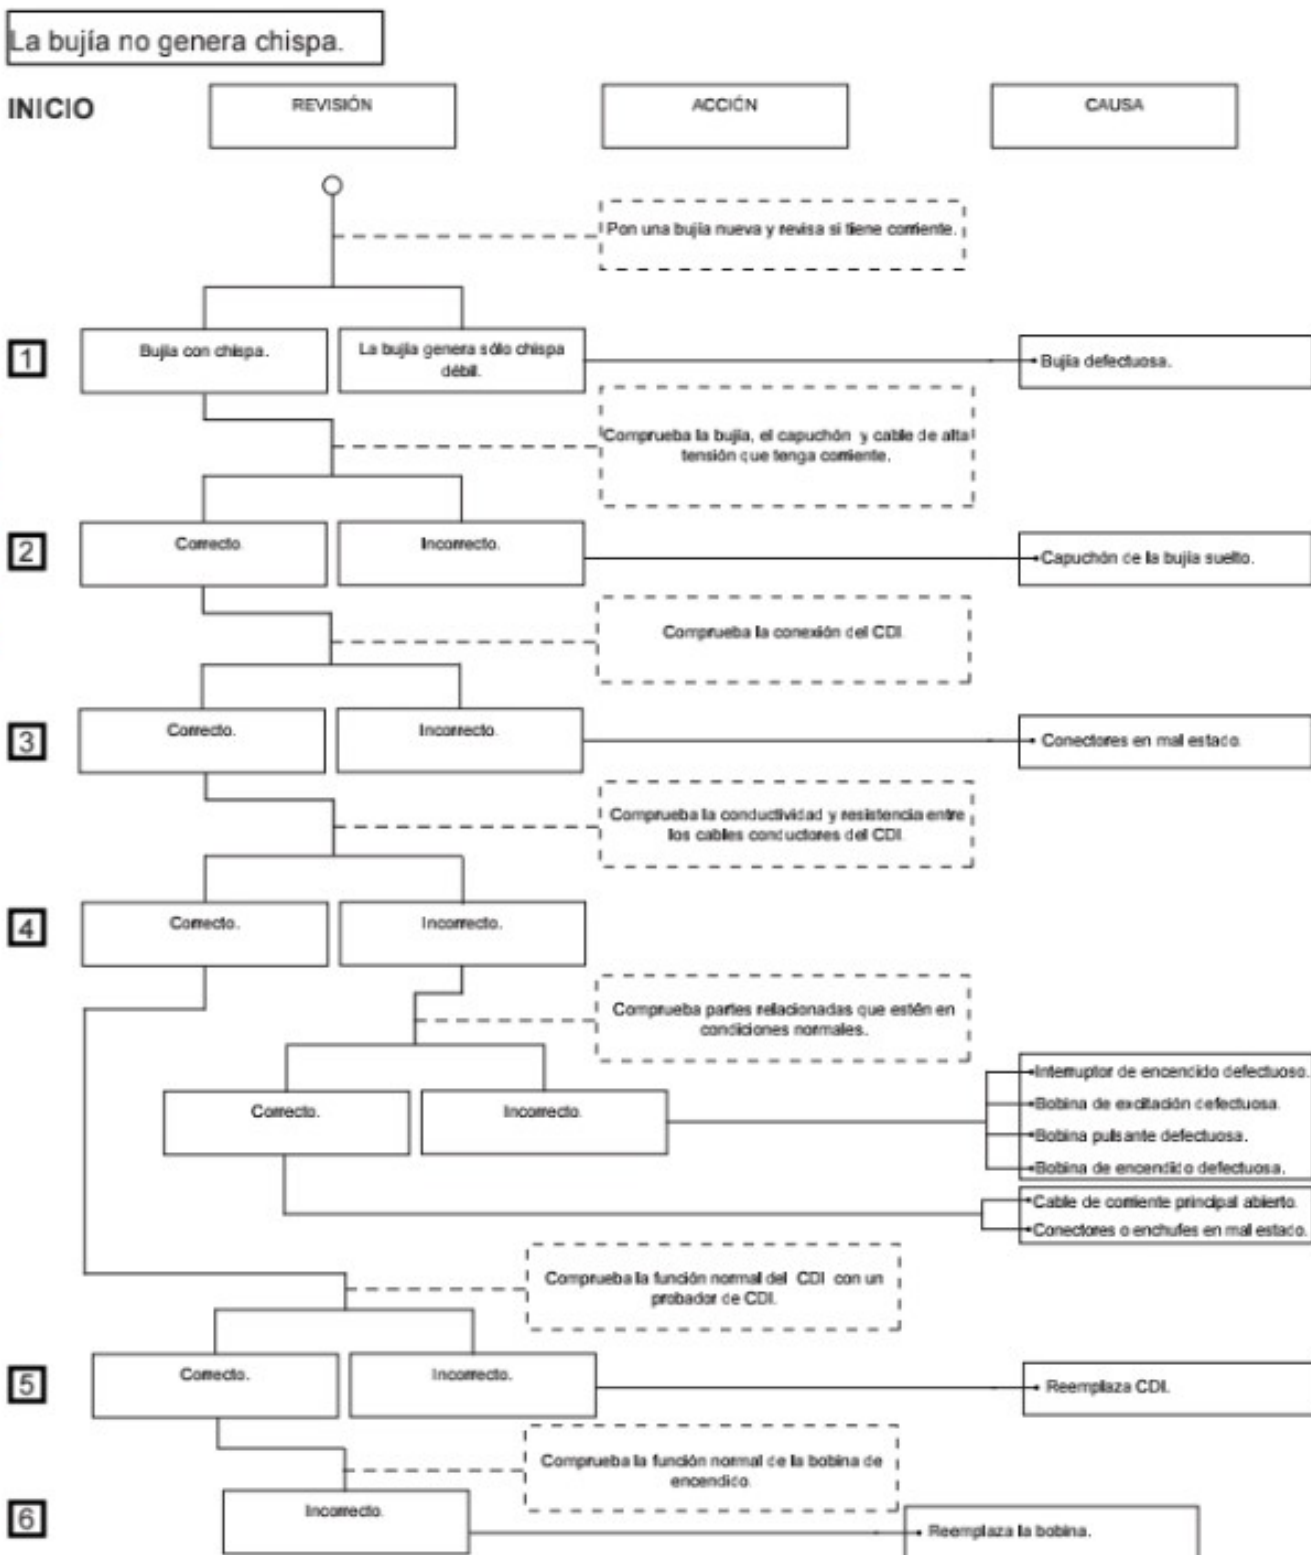 La bujía no genera chispa.
INICIO
REVISIÓN
ACCIÓN
CAUSA
Pon una bujía nueva y revisa si tiene corriente.
1
Bujía con chispa.
La bujía genera sólo chispa
débil.
Bujía defectuosa.
Comprueba la bujía, el capuchón y cable de alta
tensión que tenga corriente.
2
Correcto.
Incorrecto.
Capuchón de la bujía suelto.
Comprueba la conexión del CDI.
3
Correcto.
Incorrecto.
Conectores en mal estado.
Comprueba la conductividad y resistencia entre
los cables conductores del CDI.
4
Correcto.
Incorrecto.
Comprueba partes relacionadas que estén en
condiciones normales.
Correcto.
Incorrecto.
Interruptor de encendido defectuoso.
Bobina de excitación defectuosa.
Bobina pulsante defectuosa.
Bobina de encendido defectuosa.
Cable de corriente principal abierto.
Conectores o enchufes en mal estado.
Comprueba la función normal del CDI con un
probador de CDI.
5
Correcto.
Incorrecto.
Reemplaza CDI.
Comprueba la función normal de la bobina de
encendido.
6
Incorrecto.
Reemplaza la bobina.